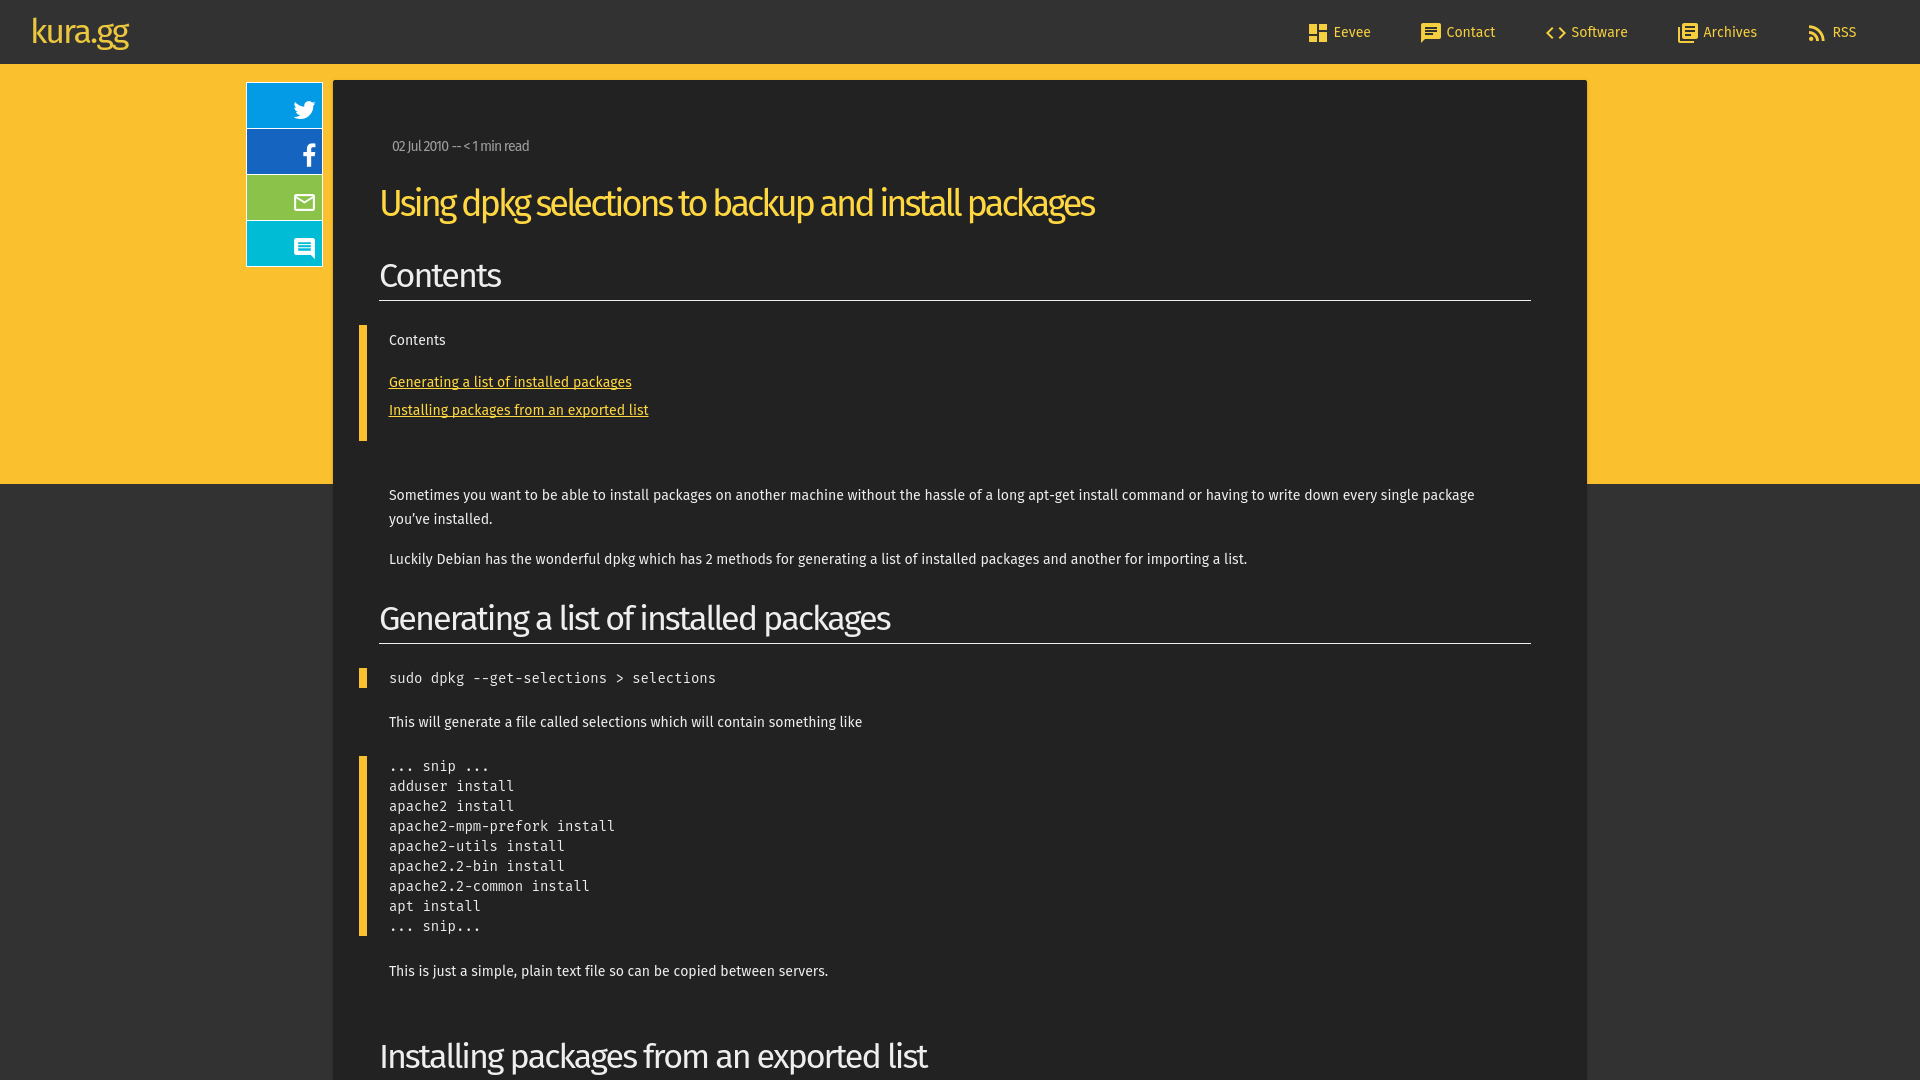 kura.gg
Eevee
Contact
Software
Archives
RSS
02 Jul 2010 -- < 1 min read
Using dpkg selections to backup and install packages
Contents
Contents
Generating a list of installed packages
Installing packages from an exported list
Sometimes you want to be able to install packages on another machine without the hassle of a long apt-get install command or having to write down every single package
you’ve installed.
Luckily Debian has the wonderful dpkg which has 2 methods for generating a list of installed packages and another for importing a list.
Generating a list of installed packages
sudo dpkg --get-selections > selections
This will generate a file called selections which will contain something like
... snip ...
adduser install
apache2 install
apache2-mpm-prefork install
apache2-utils install
apache2.2-bin install
apache2.2-common install
apt install
... snip...
This is just a simple, plain text file so can be copied between servers.
Installing packages from an exported list